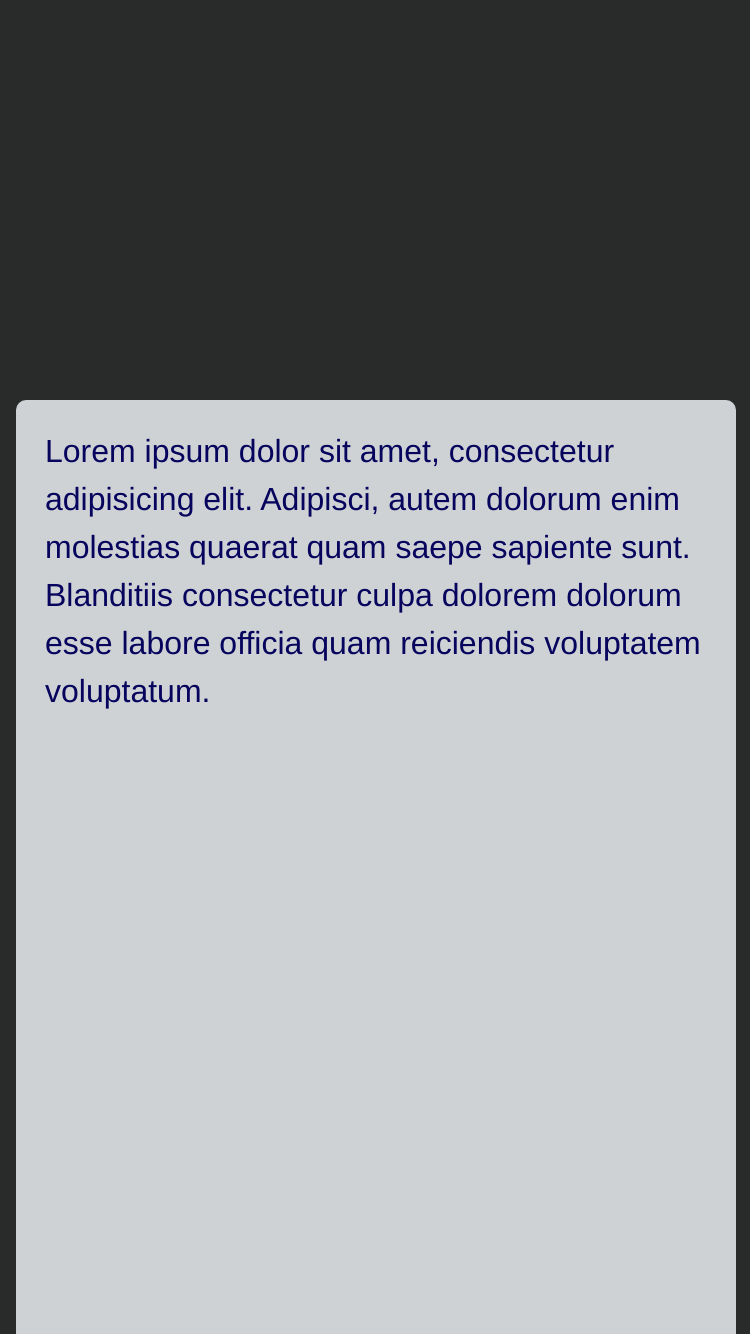 Lorem ipsum dolor sit amet, consectetur
adipisicing elit. Adipisci, autem dolorum enim
molestias quaerat quam saepe sapiente sunt.
Blanditiis consectetur culpa dolorem dolorum
esse labore officia quam reiciendis voluptatem
voluptatum.